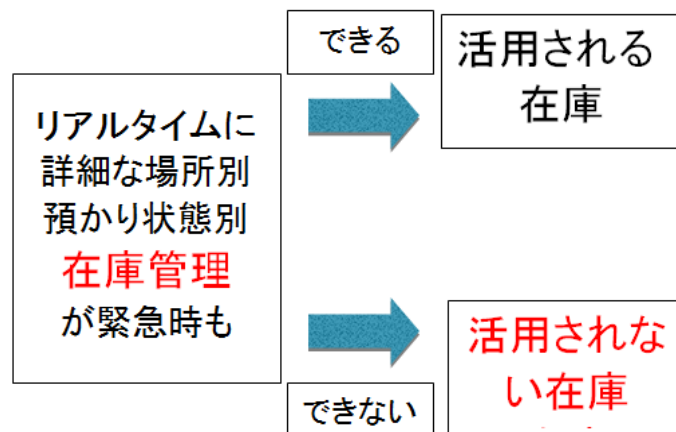 リアルタイムに
詳細な場所別
預かり状態別
在庫管理
が緊急時も
できる
活用される
在庫
できない
活用されな
い在庫